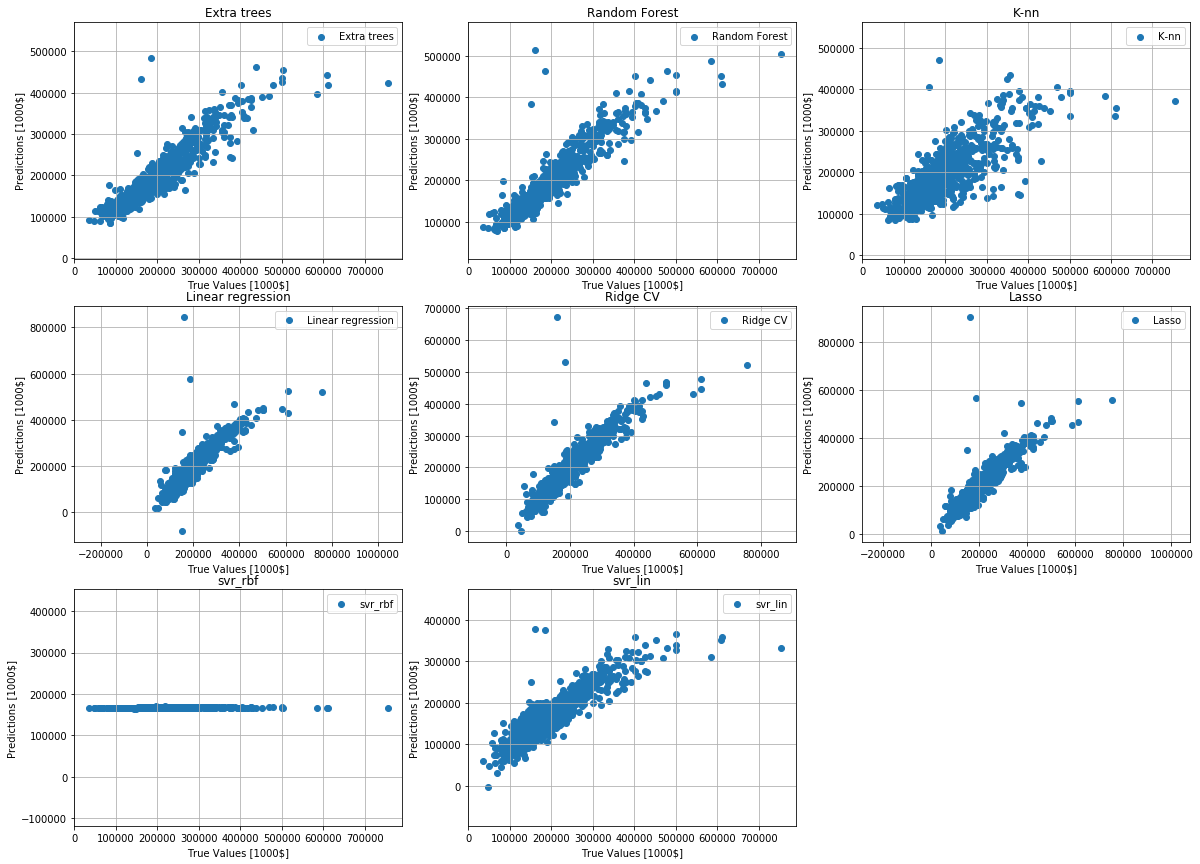 Extra trees
Random Forest
K-nn
Extra trees
Random Forest
K-nn
500000
400000
300000
200000
100000
0
Predictions [1000$]
500000
400000
300000
200000
100000
Predictions [1000$]
500000
400000
300000
200000
100000
0
Predictions [1000$]
0 100000 200000 300000 400000 500000 600000 700000
0 100000 200000 300000 400000 500000 600000 700000
0 100000 200000 300000 400000 500000 600000 700000
True Values [1000$]
True Values [1000$]
True Values [1000$]
Linear regression
Ridge CV
Lasso
Linear regression
Ridge CV
Lasso
800000
600000
400000
200000
0
Predictions [1000$]
700000
600000
500000
400000
300000
200000
100000
0
Predictions [1000$]
800000
600000
400000
200000
0
Predictions [1000$]
−200000 0 200000 400000 600000 800000 1000000
0 200000 400000 600000 800000
−200000 0 200000 400000 600000 800000 1000000
True Values [1000$]
True Values [1000$]
True Values [1000$]
svr_rbf
svr_lin
svr_rbf
svr_lin
400000
300000
200000
100000
0
−100000
Predictions [1000$]
400000
300000
200000
100000
0
Predictions [1000$]
0 100000 200000 300000 400000 500000 600000 700000
0 100000 200000 300000 400000 500000 600000 700000
True Values [1000$]
True Values [1000$]